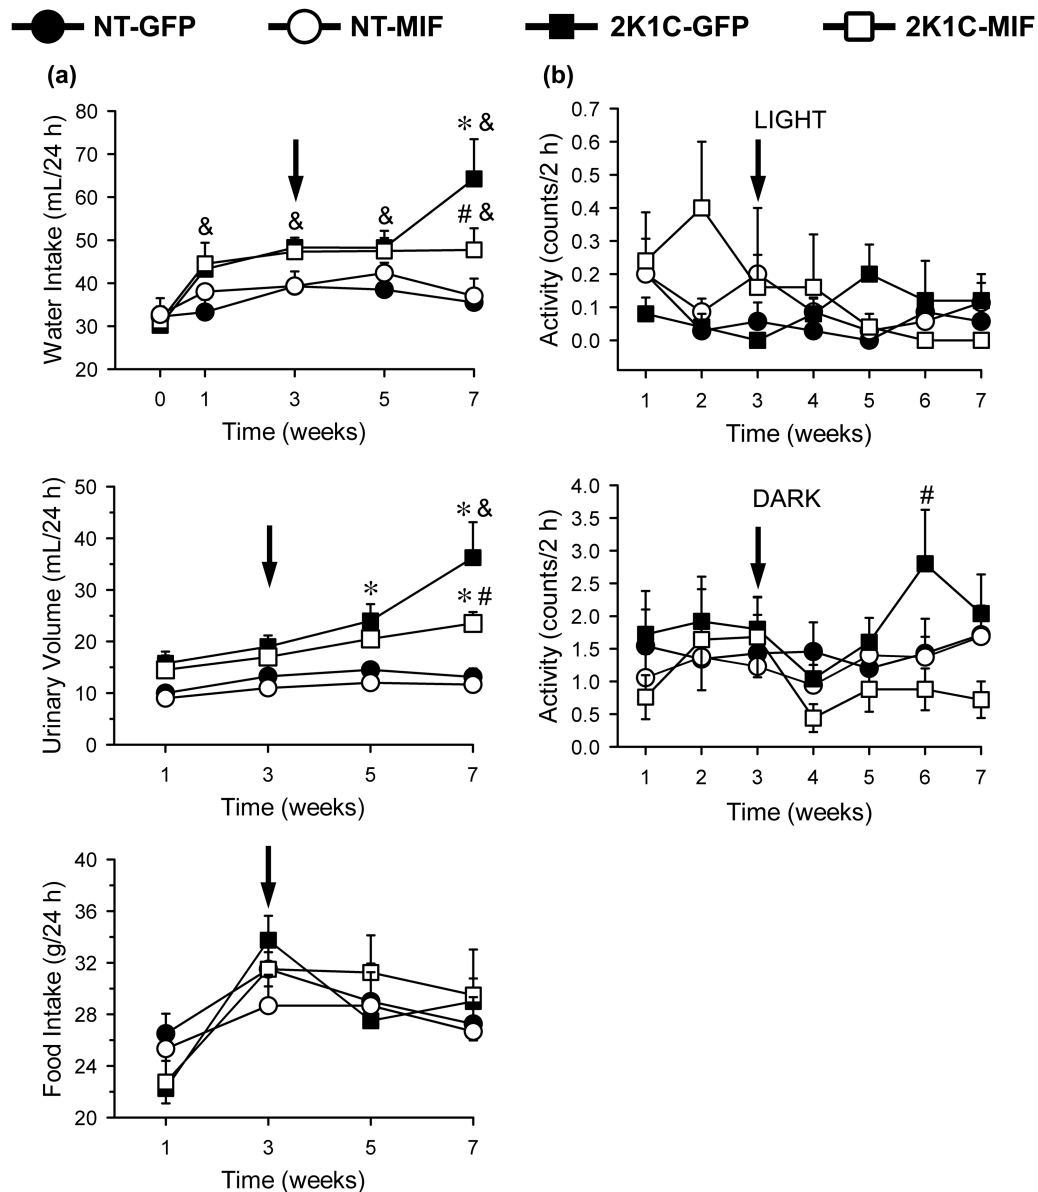 NT-GFP NT-MIF 2K1C-GFP 2K1C-MIF
(a)
80
70
60
50
40
30
20
Water Intake (mL/24 h)
* &
# &
&
&
&
0 1 3 5 7
Time (weeks)
(b)
0.7
0.6
0.5
0.4
0.3
0.2
0.1
0.0
Activity (counts/2 h)
LIGHT
1 2 3 4 5 6 7
Time (weeks)
50
40
30
20
10
0
Urinary Volume (mL/24 h)
* &
*
* #
1 3 5 7
Time (weeks)
4.0
3.5
3.0
2.5
2.0
1.5
1.0
0.5
0.0
Activity (counts/2 h)
DARK
#
1 2 3 4 5 6 7
Time (weeks)
40
36
32
28
24
20
Food Intake (g/24 h)
1 3 5 7
Time (weeks)